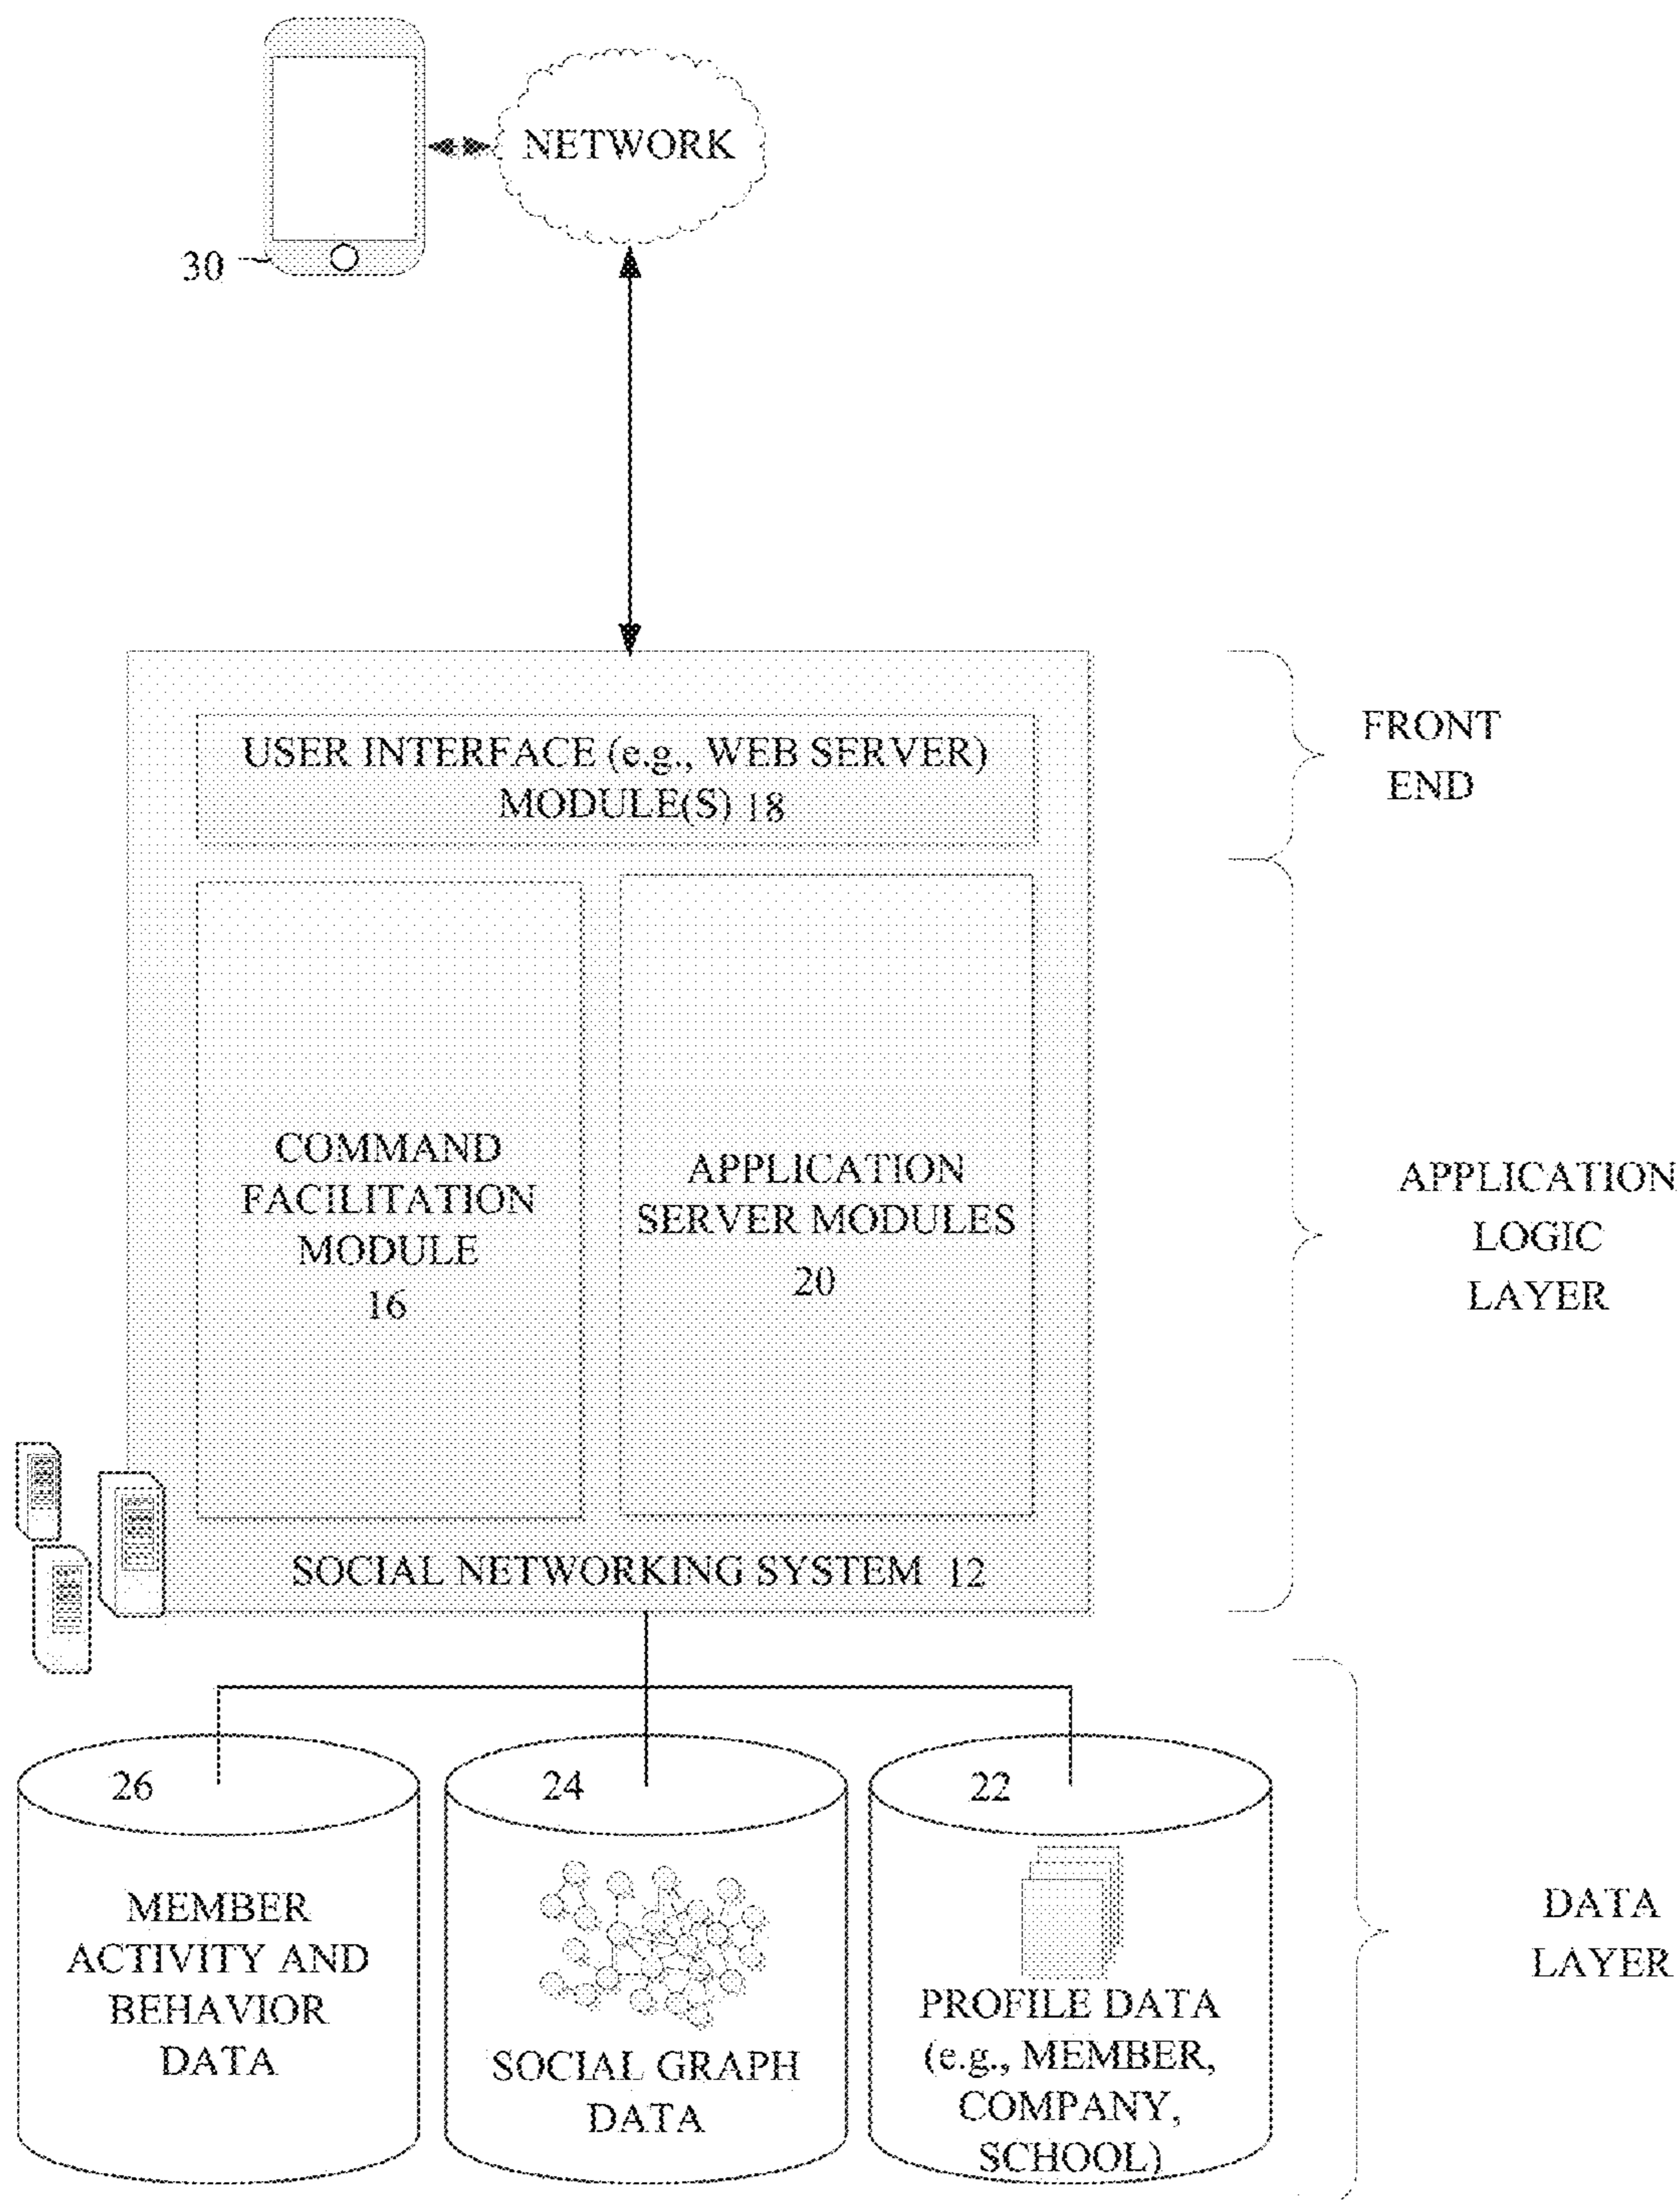 NETWORK
30
USER INTERFACE (e.g., WEB SERVER)
MODULE(S) 18
FRONT
END
COMMAND
FACILITATION
MODULE
16
APPLICATION
SERVER MODULES
20
APPLICATION
LOGIC
LAYER
SOCIAL NETWORKING SYSTEM 12
26
MEMBER
ACTIVITY AND
BEHAVIOR
DATA
24
SOCIAL GRAPH
DATA
22
PROFILE DATA
(e.g., MEMBER,
COMPANY,
SCHOOL)
DATA
LAYER